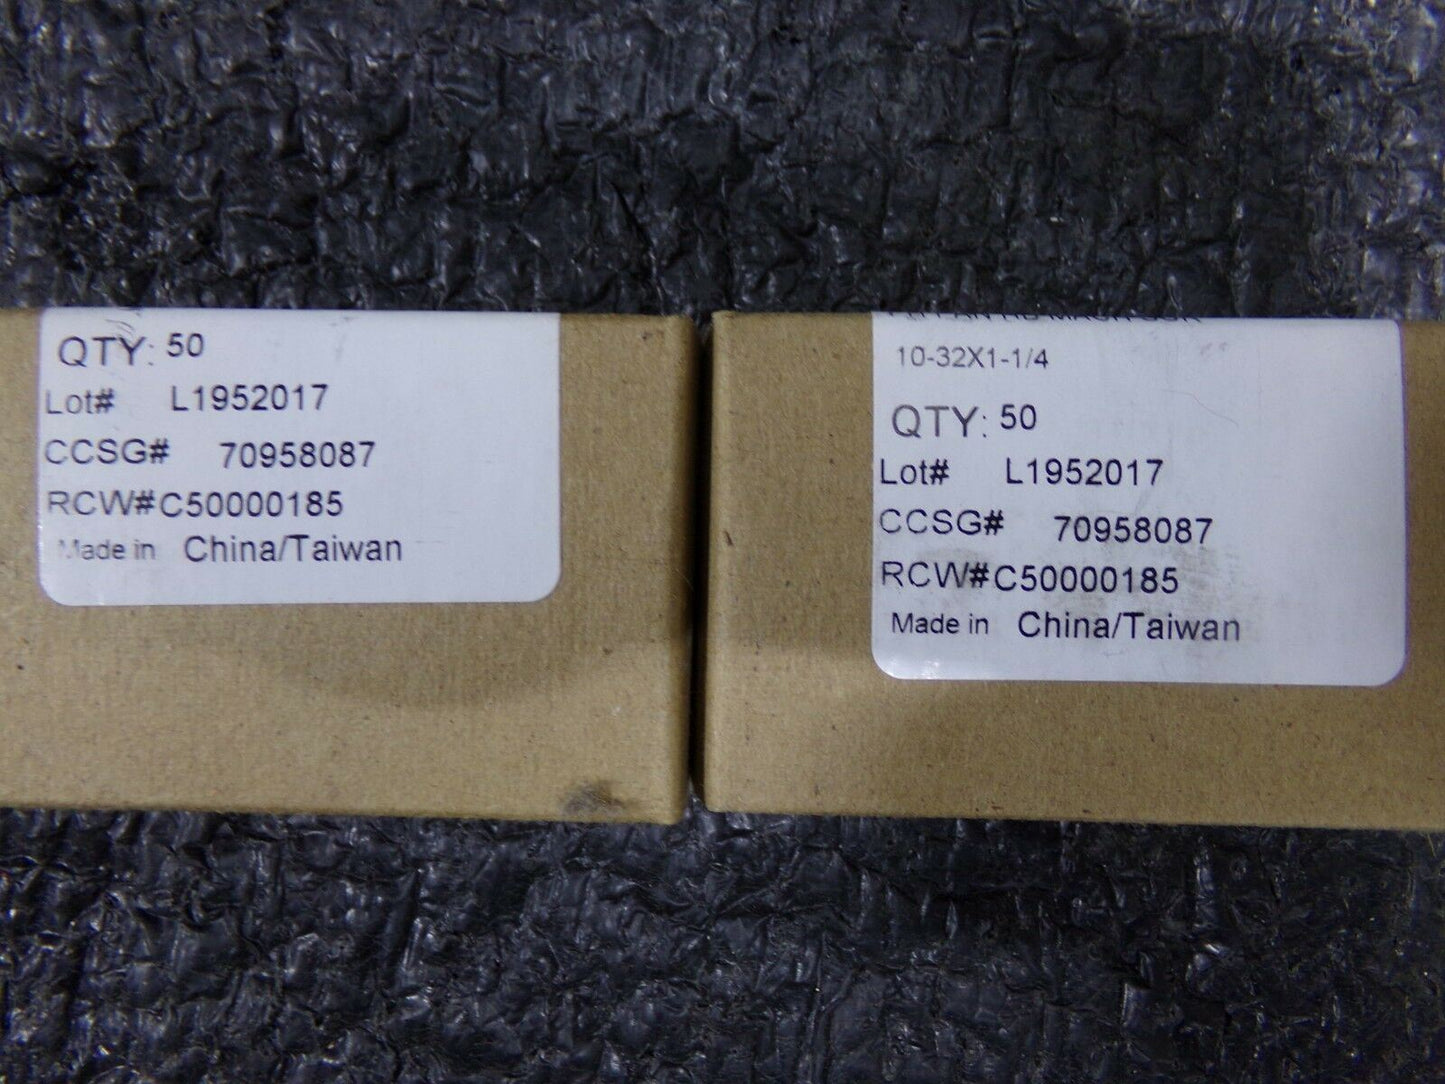 QTY: 50
Lot# L1952017
CCSG# 70958087
RCW#C50000185
Made in China/Taiwan
10-32X1-1/4
QTY: 50
Lot# L1952017
CCSG# 70958087
RCW#C50000185
Made in China/Taiwan